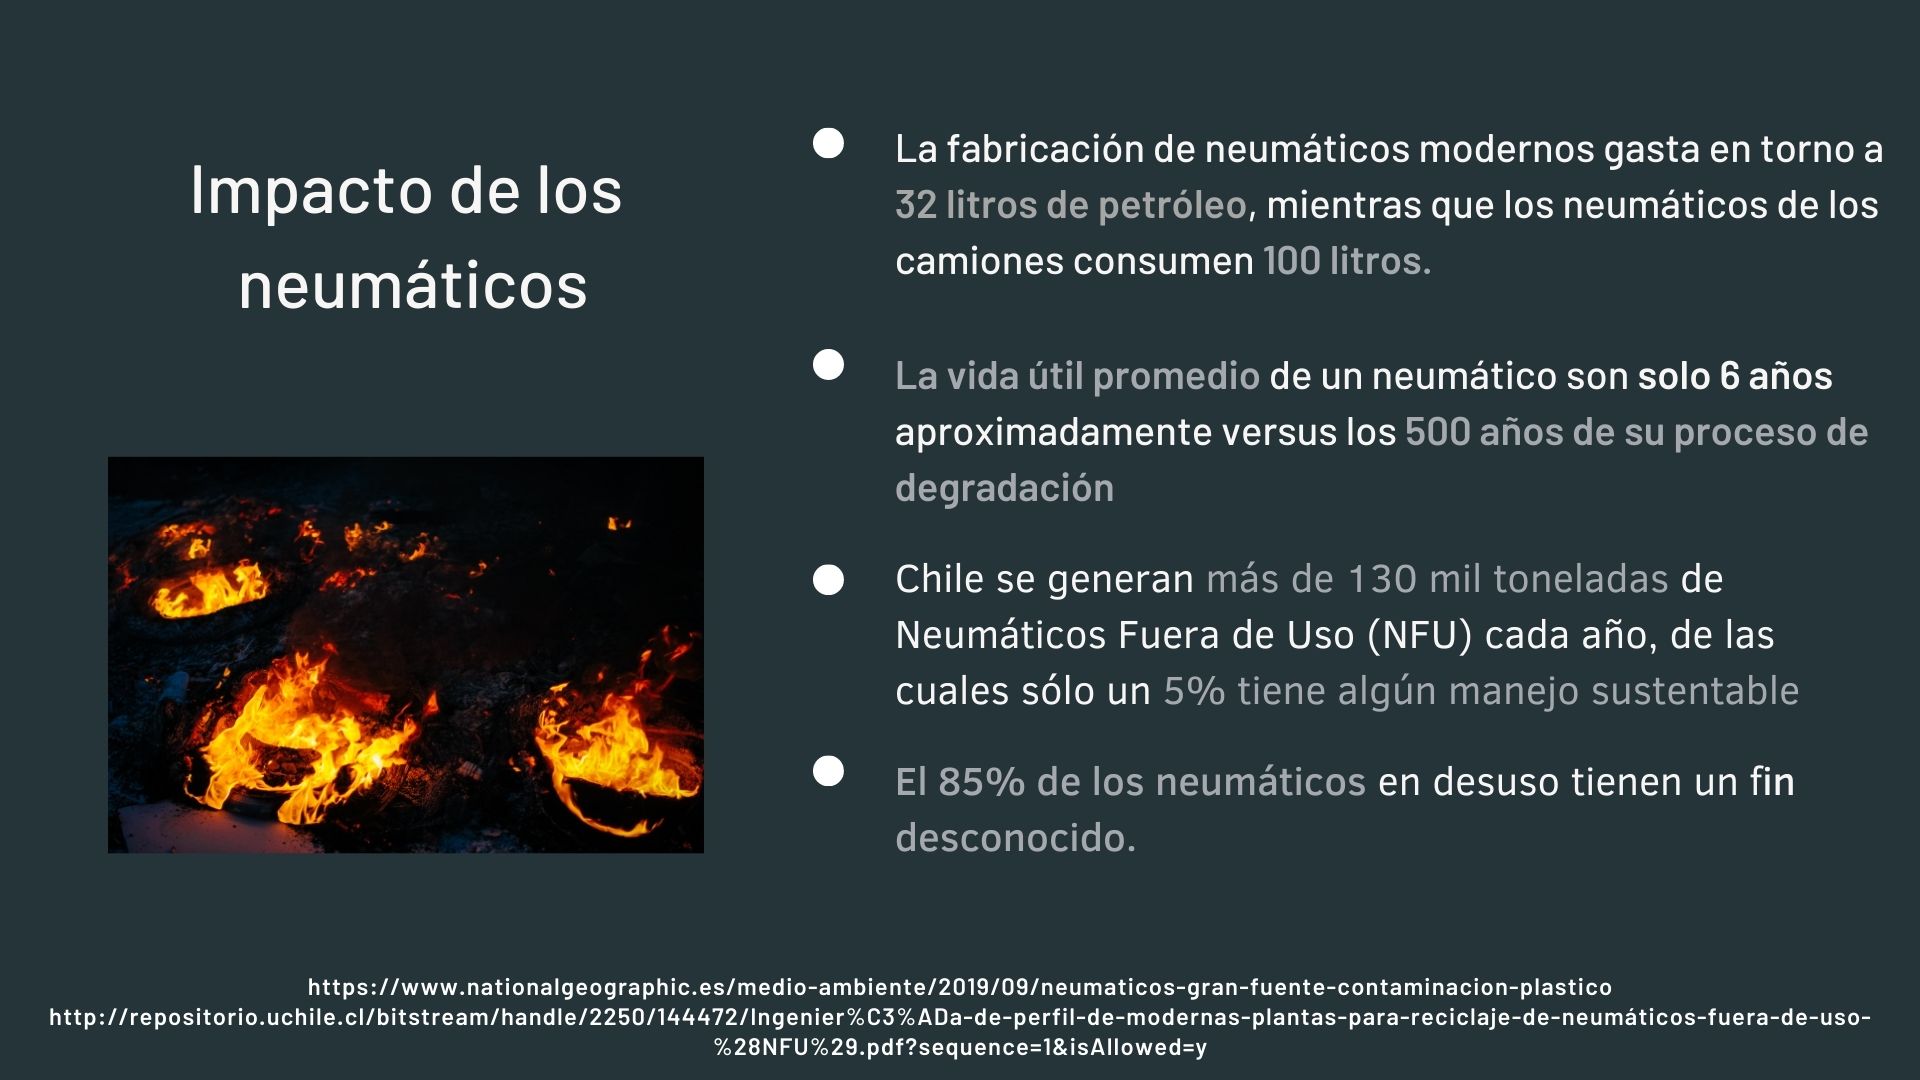 Impacto de los
neumáticos
La fabricación de neumáticos modernos gasta en torno a
32 litros de petróleo, mientras que los neumáticos de los
camiones consumen 100 litros.
La vida útil promedio de un neumático son solo 6 años
aproximadamente versus los 500 años de su proceso de
degradación
Chile se generan más de 130 mil toneladas de
Neumáticos Fuera de Uso (NFU) cada año, de las
cuales sólo un 5% tiene algún manejo sustentable
El 85% de los neumáticos en desuso tienen un fin
desconocido.
https://www.nationalgeographic.es/medio-ambiente/2019/09/neumaticos-gran-fuente-contaminacion-plastico
http://repositorio.uchile.cl/bitstream/handle/2250/144472/Ingenier%C3%ADa-de-perfil-de-modernas-plantas-para-reciclaje-de-neumáticos-fuera-de-uso-
%28NFU%29.pdf?sequence=1&isAllowed=y